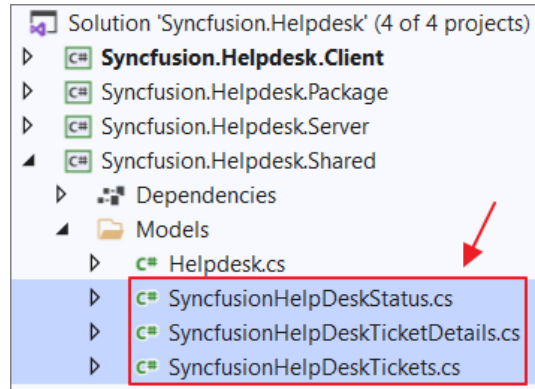 Solution 'Syncfusion.Helpdesk' (4 of 4 projects)
C# Syncfusion.Helpdesk.Client
C# Syncfusion.Helpdesk.Package
C# Syncfusion.Helpdesk.Server
C# Syncfusion.Helpdesk.Shared
Dependencies
Models
C# Helpdesk.cs
C# SyncfusionHelpDeskStatus.cs
C# SyncfusionHelpDeskTicketDetails.cs
C# SyncfusionHelpDeskTickets.cs